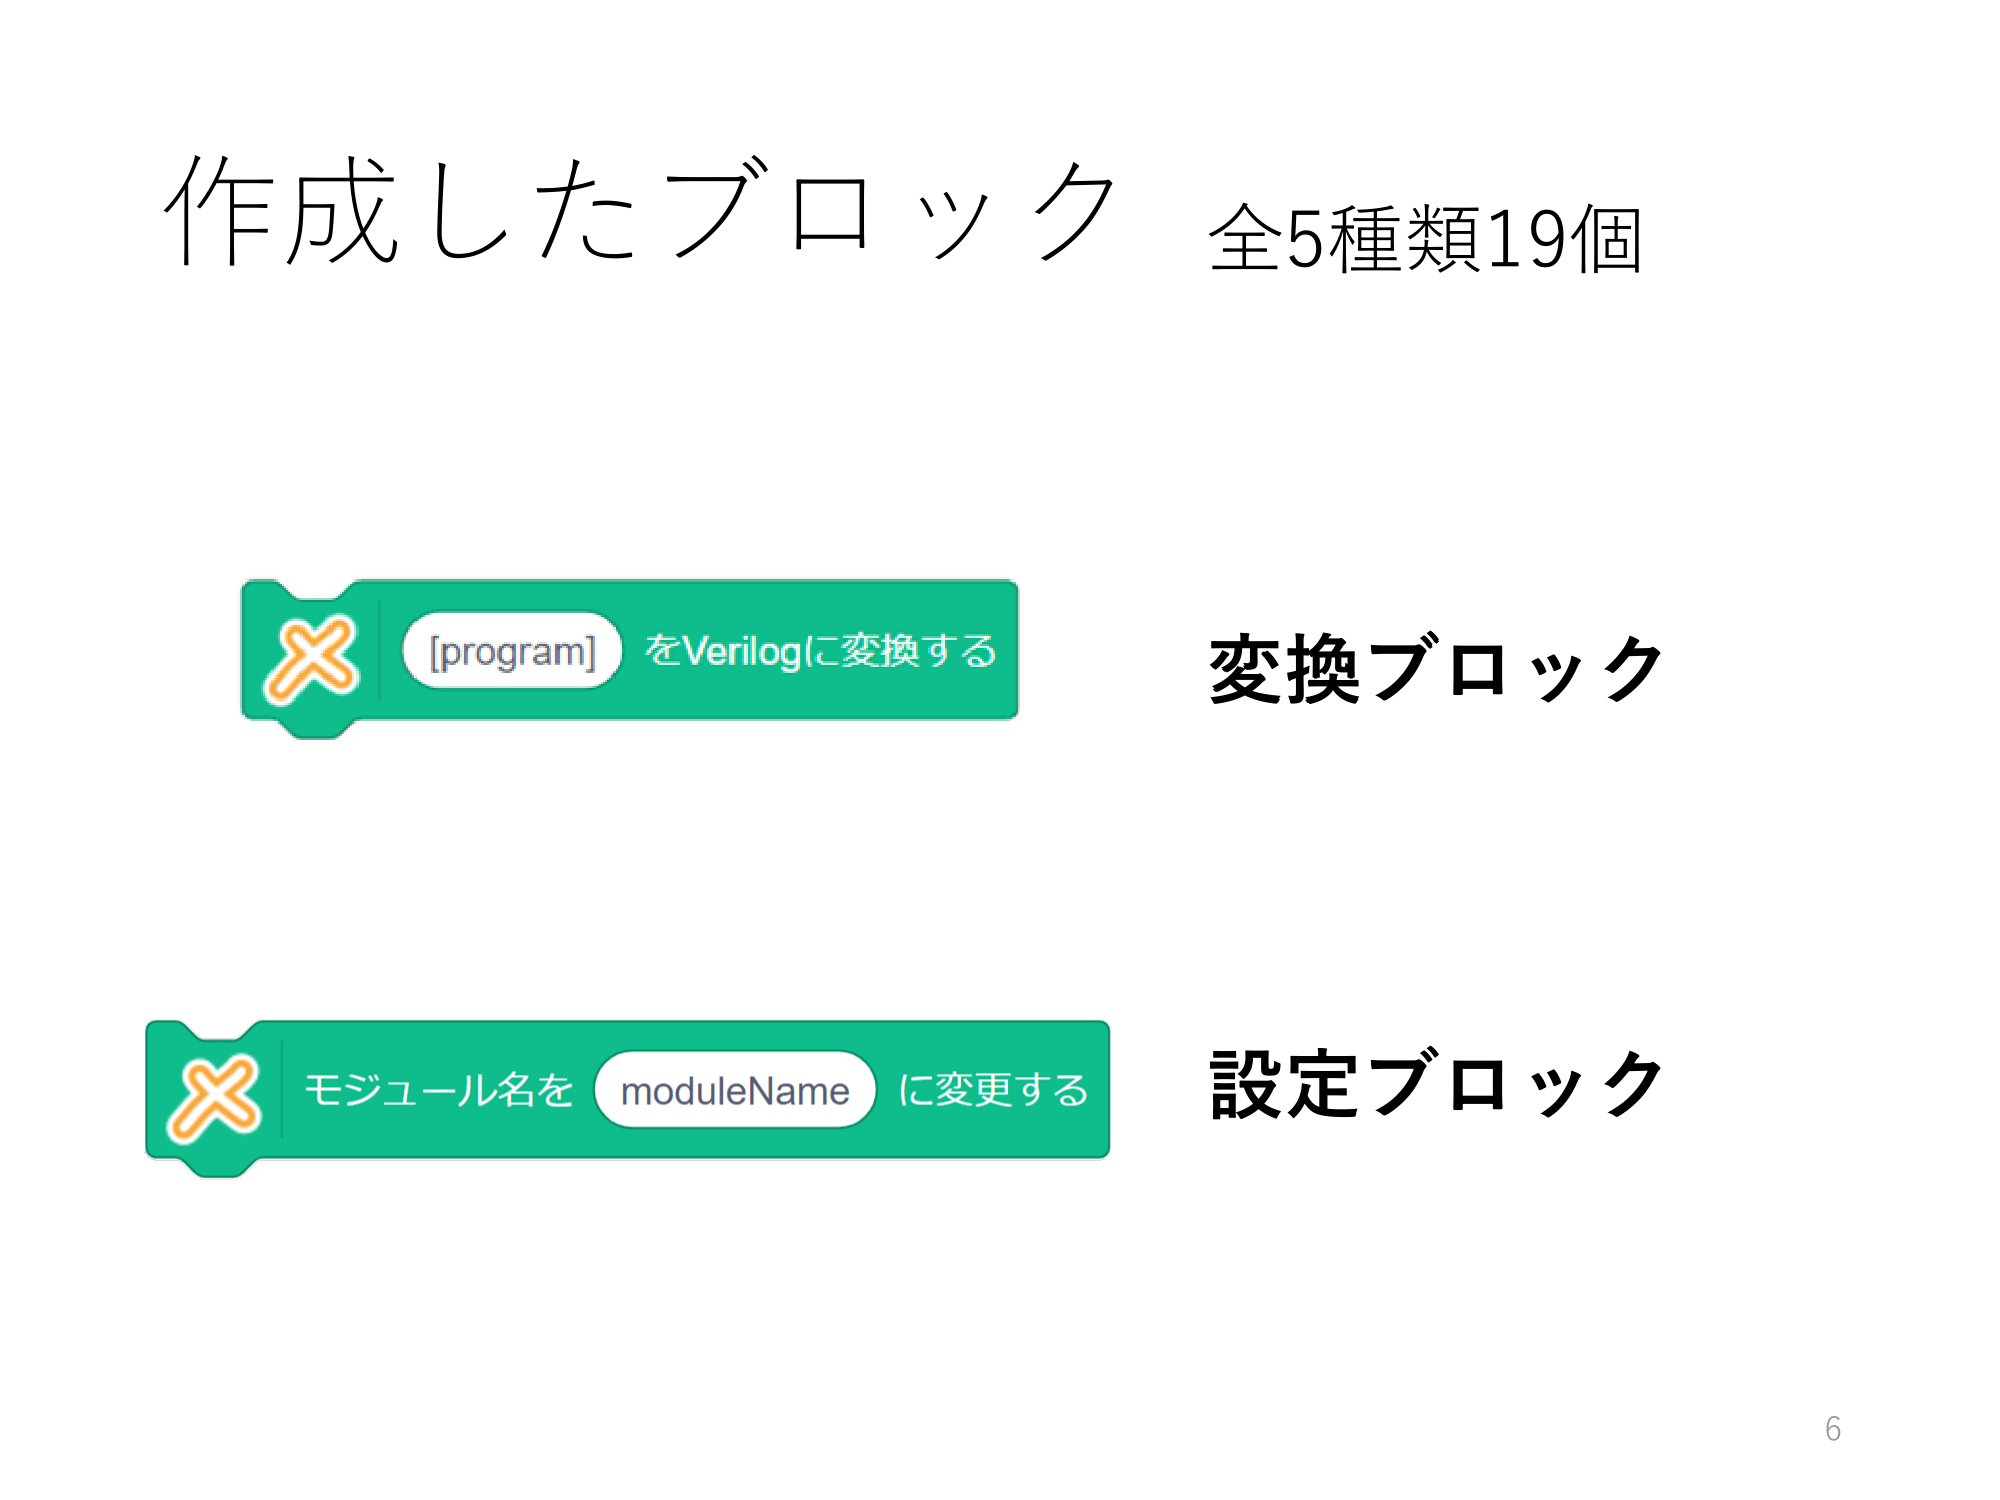 作成したブロック 全5種類19個
[program] をVerilogに変換する 変換ブロック
モジュール名を moduleName に変更する 設定ブロック
6